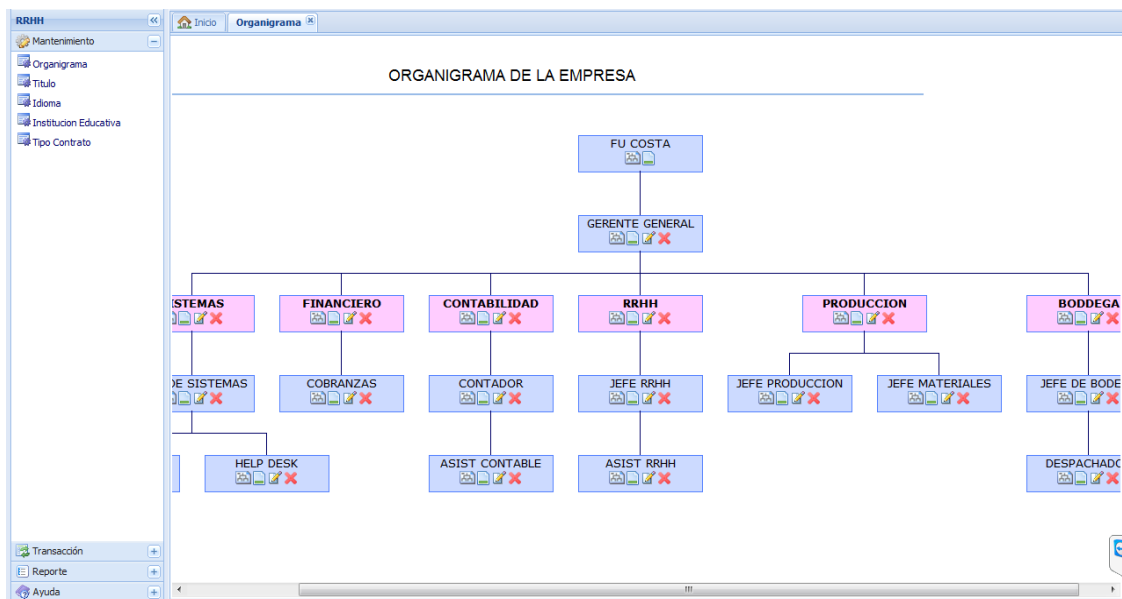 RRHH
Inicio
Organigrama
Mantenimiento
Organigrama
Titulo
Idioma
Institucion Educativa
Tipo Contrato
ORGANIGRAMA DE LA EMPRESA
FU COSTA
GERENTE GENERAL
ISTEMAS FINANCIERO CONTABILIDAD RRHH PRODUCCION BODDEGA
DE SISTEMAS COBRANZAS CONTADOR JEFE RRHH JEFE PRODUCCION JEFE MATERIALES JEFE DE BODE
HELP DESK ASIST CONTABLE ASIST RRHH DESPACHADO
Transacción
Reporte
Ayuda